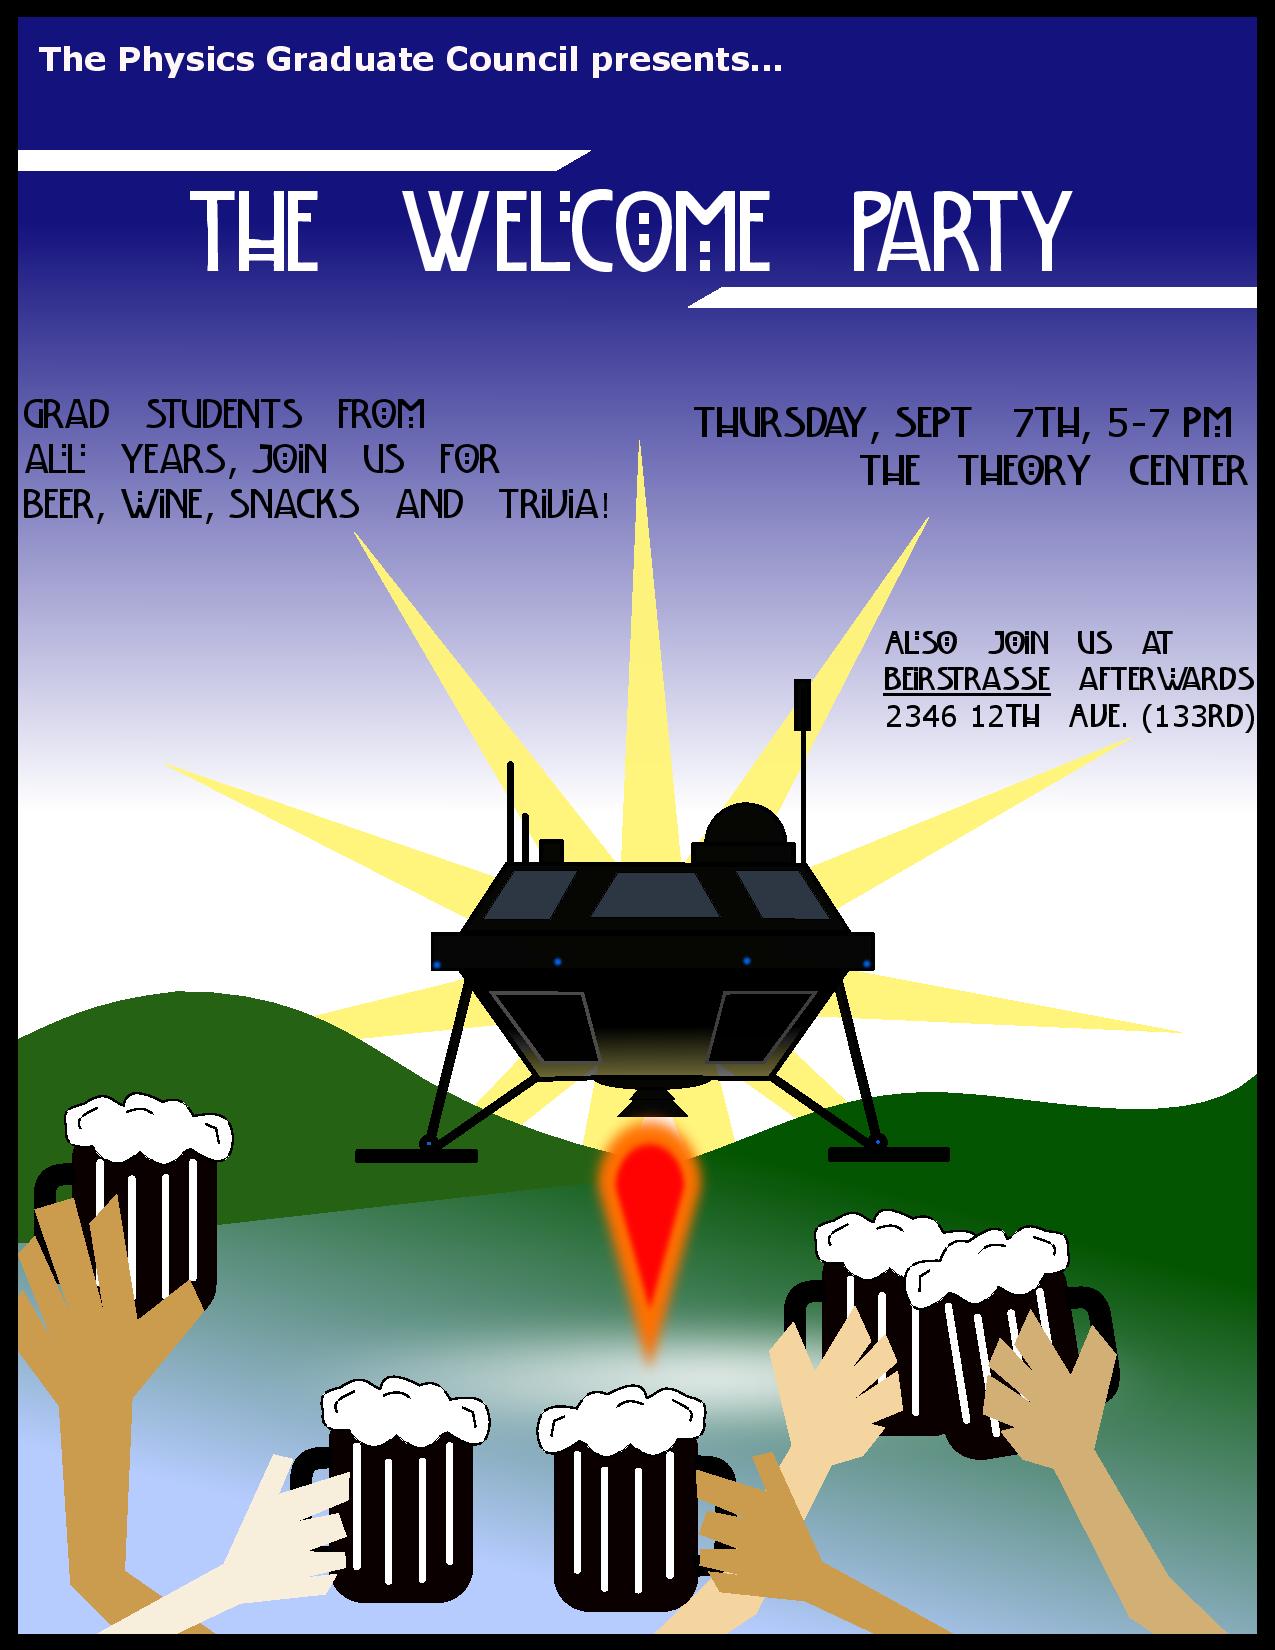 The Physics Graduate Council presents...
THE WELCOME PARTY
GRAD STUDENTS FROM
ALL YEARS, JOIN US FOR
BEER, WINE, SNACKS AND TRIVIA!
THURSDAY, SEPT 7TH, 5-7 PM
THE THEORY CENTER
ALSO JOIN US AT
BEIRSTRASSE AFTERWARDS
2346 12TH AVE. (133RD)